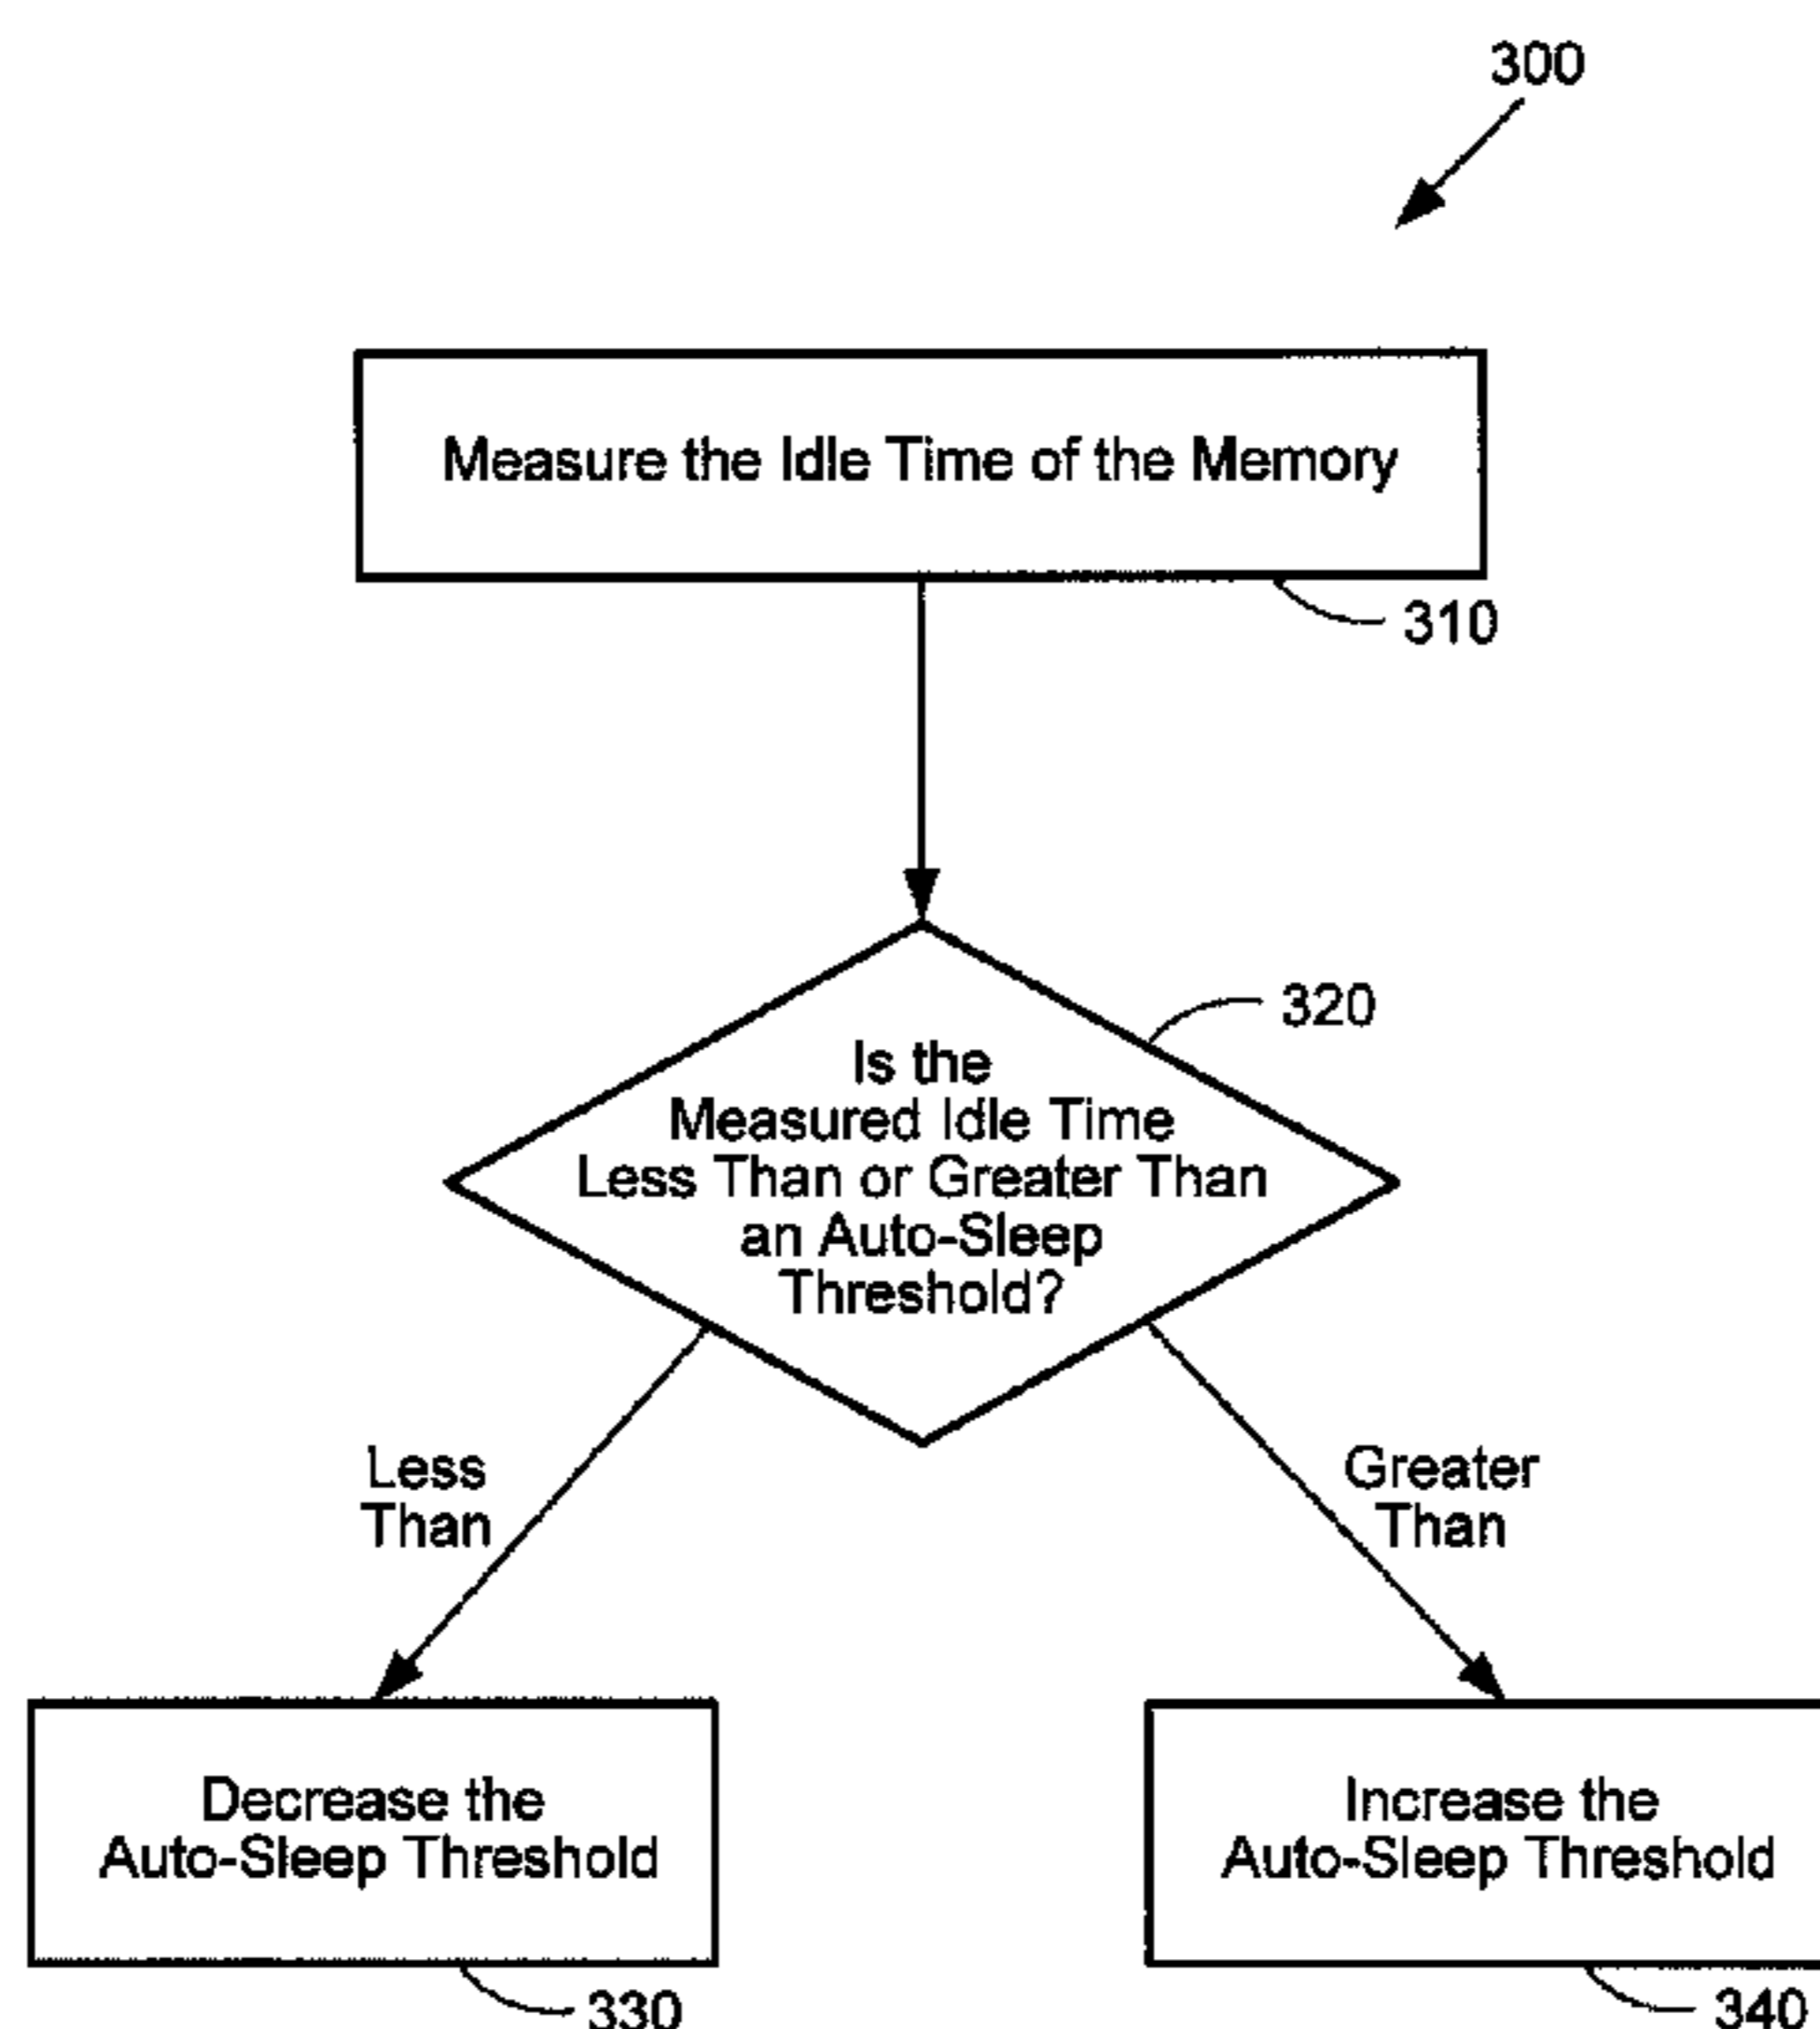 300
Measure the Idle Time of the Memory
310
320
Is the
Measured Idle Time
Less Than or Greater Than
an Auto-Sleep
Threshold?
Less
Than
Greater
Than
Decrease the
Auto-Sleep Threshold
330
Increase the
Auto-Sleep Threshold
340